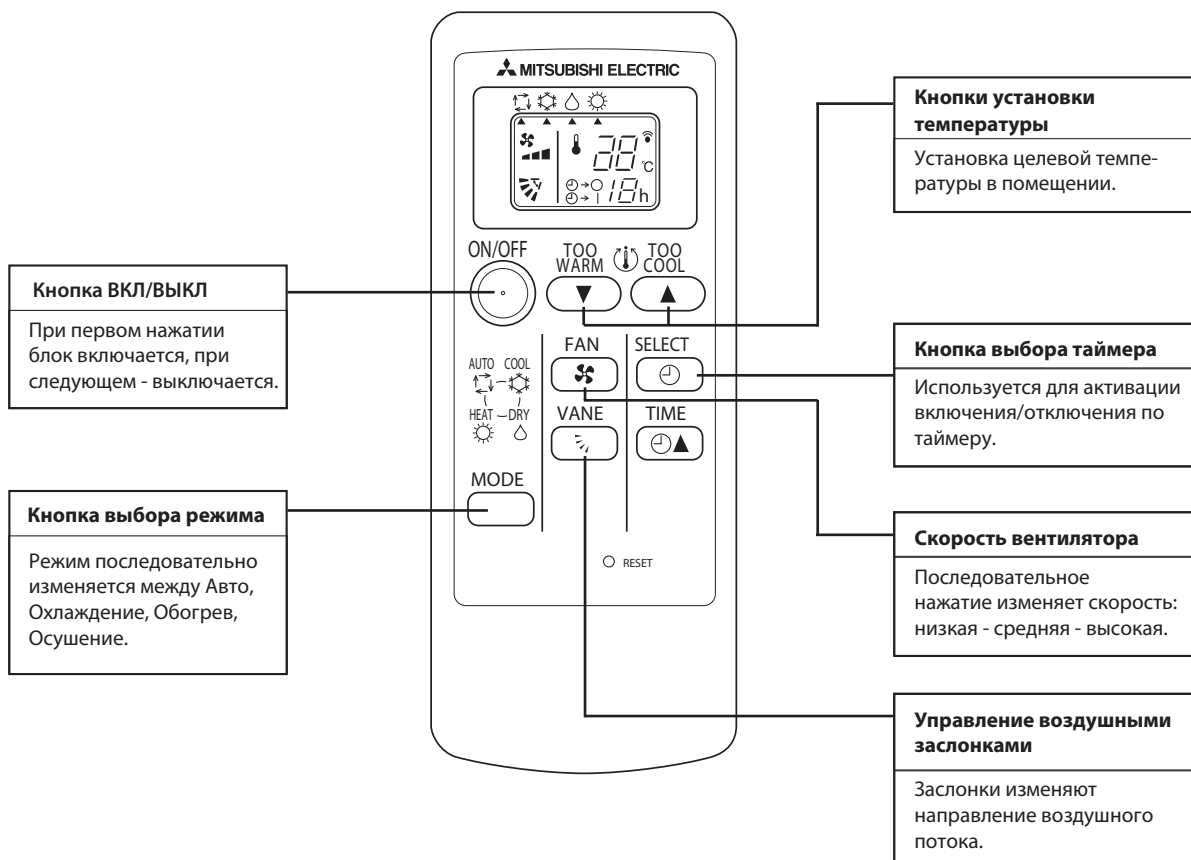 MITSUBISHI ELECTRIC
88 °C
18h
ON/OFF
TOO WARM
TOO COOL
FAN
SELECT
AUTO COOL
HEAT DRY
VANE
TIME
MODE
RESET
Кнопка ВКЛ/ВЫКЛ
При первом нажатии
блок включается, при
следующем - выключается.
Кнопка выбора режима
Режим последовательно
изменяется между Авто,
Охлаждение, Обогрев,
Осушение.
Кнопки установки
температуры
Установка целевой темпе-
ратуры в помещении.
Кнопка выбора таймера
Используется для активации
включения/отключения по
таймеру.
Скорость вентилятора
Последовательное
нажатие изменяет скорость:
низкая - средняя - высокая.
Управление воздушными
заслонками
Заслонки изменяют
направление воздушного
потока.